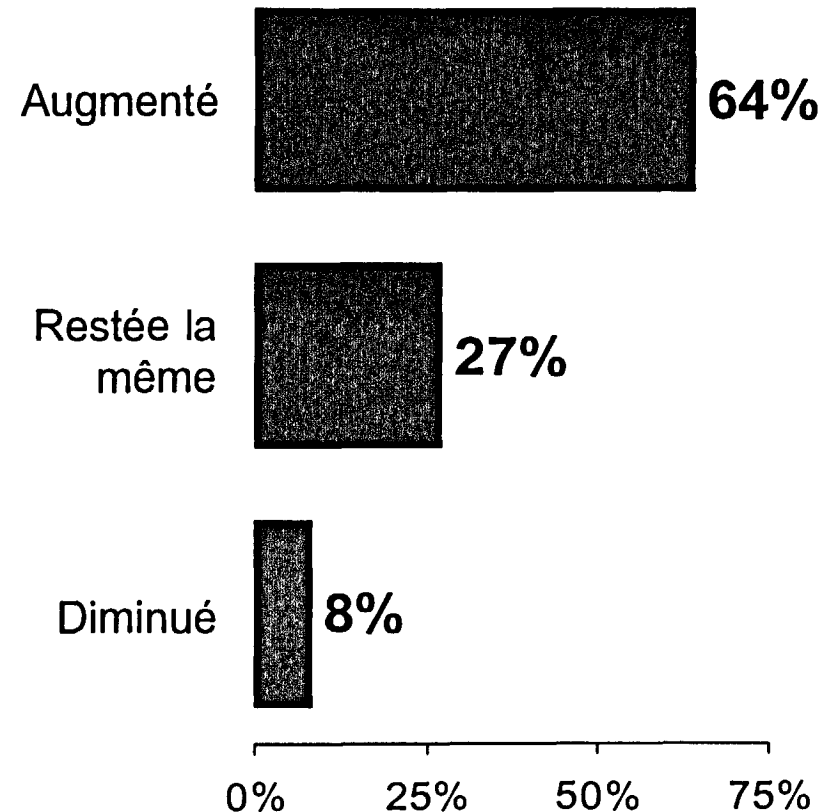 Augmenté
64%
Restée la
même
27%
Diminué
8%
0% 25% 50% 75%